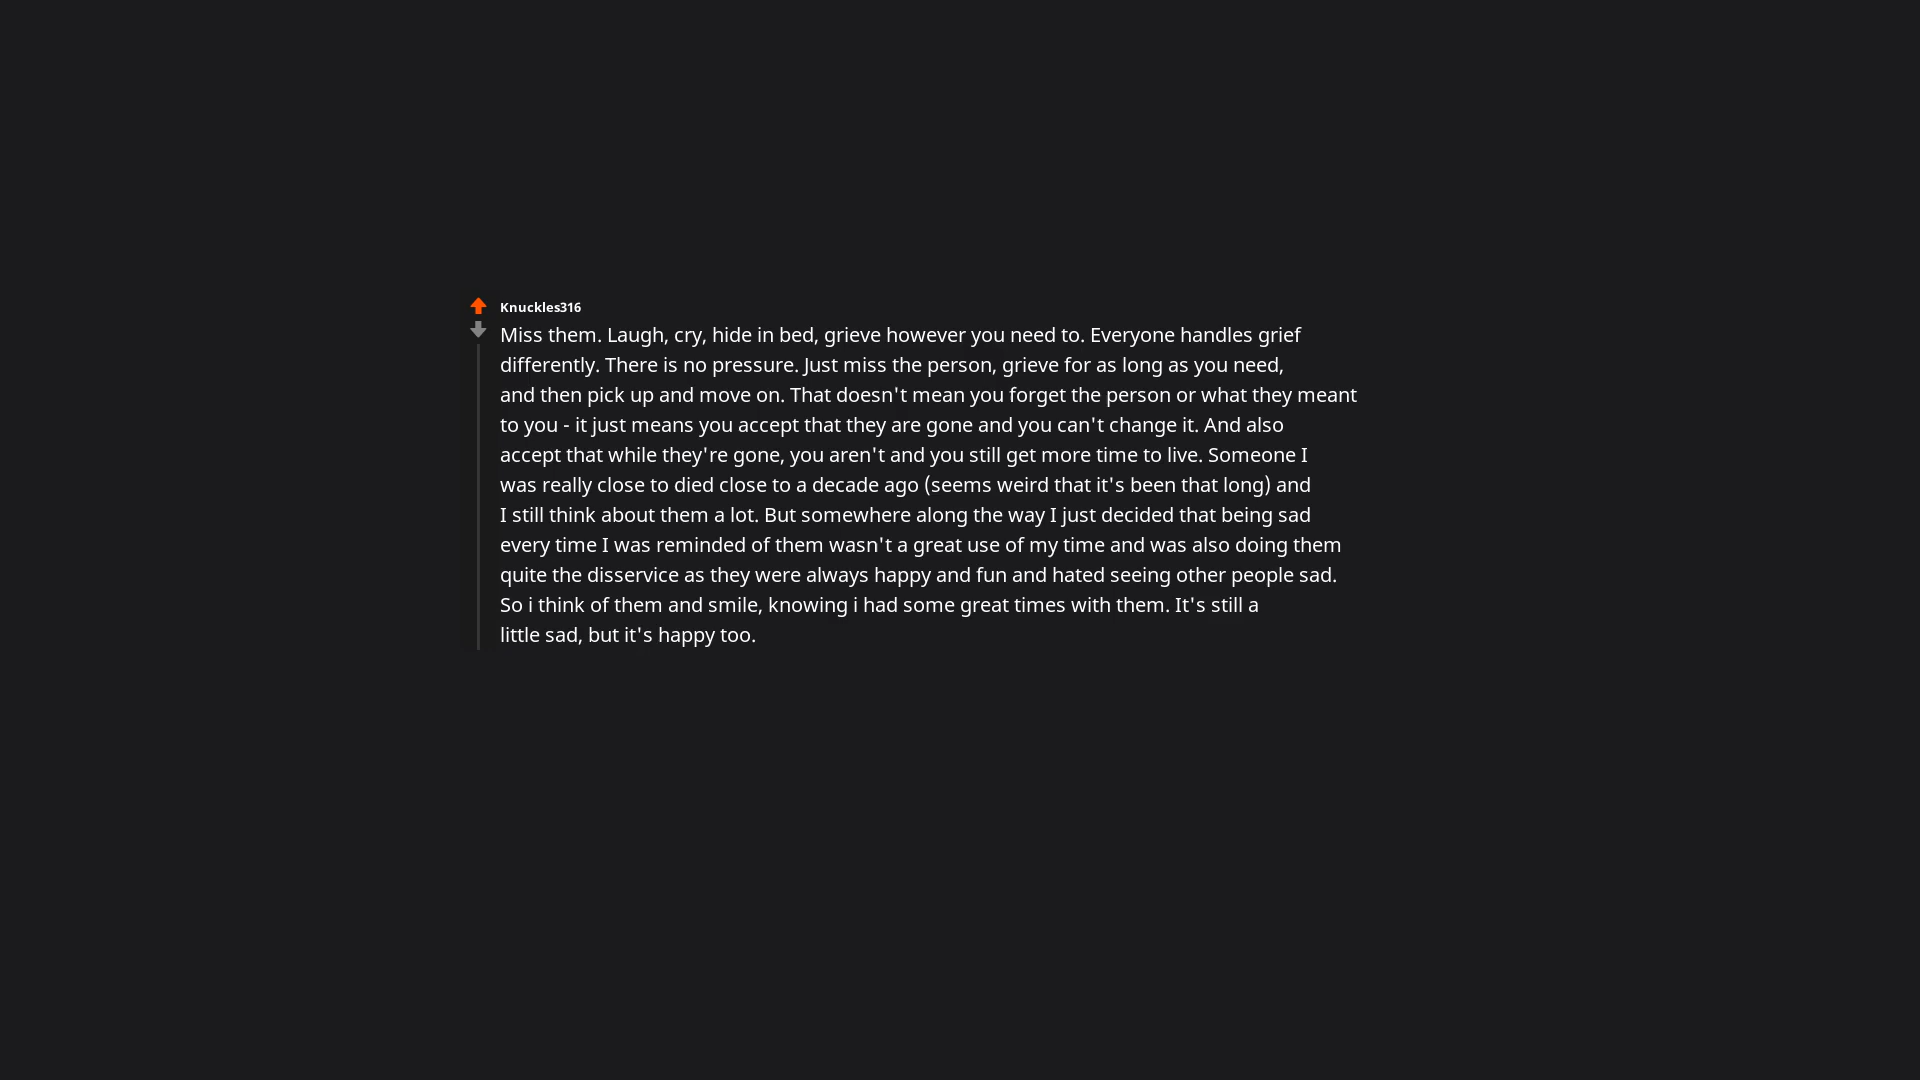 Knuckles316
Miss them. Laugh, cry, hide in bed, grieve however you need to. Everyone handles grief
differently. There is no pressure. Just miss the person, grieve for as long as you need,
and then pick up and move on. That doesn't mean you forget the person or what they meant
to you - it just means you accept that they are gone and you can't change it. And also
accept that while they're gone, you aren't and you still get more time to live. Someone I
was really close to died close to a decade ago (seems weird that it's been that long) and
I still think about them a lot. But somewhere along the way I just decided that being sad
every time I was reminded of them wasn't a great use of my time and was also doing them
quite the disservice as they were always happy and fun and hated seeing other people sad.
So i think of them and smile, knowing i had some great times with them. It's still a
little sad, but it's happy too.